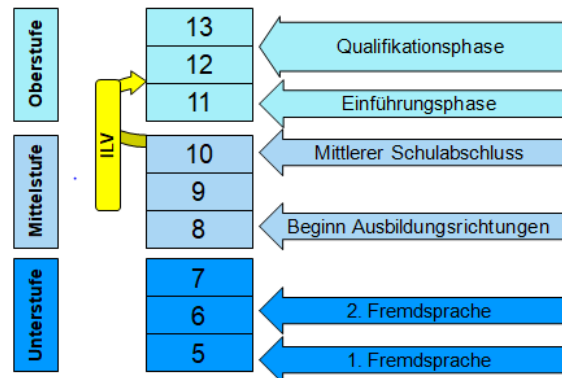 Oberstufe
13
12
11
Qualifikationsphase
Einführungsphase
ILV
Mittelstufe
10
9
8
Mittlerer Schulabschluss
Beginn Ausbildungsrichtungen
Unterstufe
7
6
5
2. Fremdsprache
1. Fremdsprache